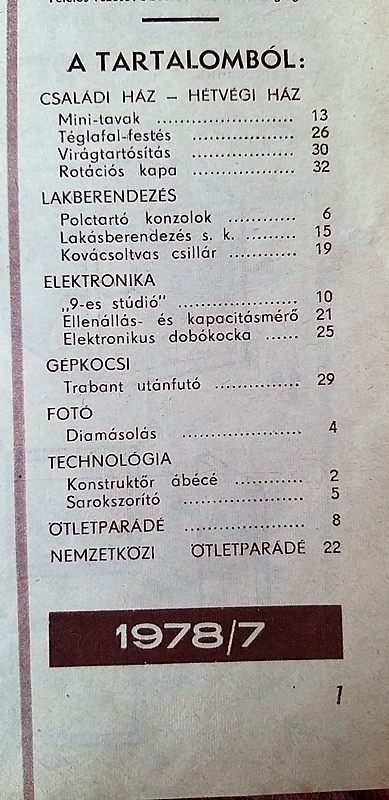 A TARTALOMBÓL:
CSALÁDI HÁZ – HÉTVÉGI HÁZ
Mini-tavak ........................ 13
Téglafal-festés .................. 26
Virágtartósítás .................. 30
Rotációs kapa .................. 32
LAKBERENDEZÉS
Polctartó konzolok ............ 6
Lakásberendezés s. k. ......... 15
Kovácsoltvas csillár ............ 19
ELEKTRONIKA
„9-es stúdió” ..................... 10
Ellenállás- és kapacitásmérő 21
Elektronikus dobókocka ...... 25
GÉPKOCSI
Trabant utánfutó ............... 29
FOTÓ
Diamásolás ..................... 4
TECHNOLÓGIA
Konstruktőr ábécé ............ 2
Sarokszorító ..................... 5
ÖTLETPARÁDÉ ..................... 8
NEMZETKÖZI ÖTLETPARÁDÉ 22
1978/7
1